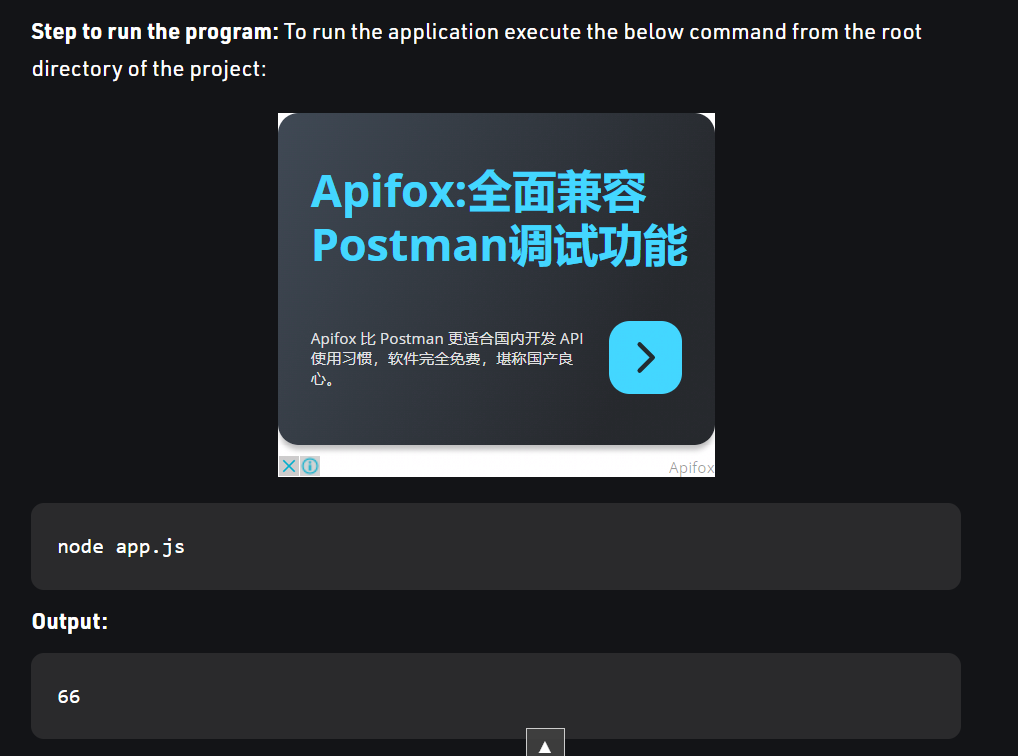 Step to run the program: To run the application execute the below command from the root
directory of the project:
Apifox:全面兼容
Postman调试功能
Apifox 比 Postman 更适合国内开发 API
使用习惯，软件完全免费，堪称国产良
心。
Apifox
node app.js
Output:
66